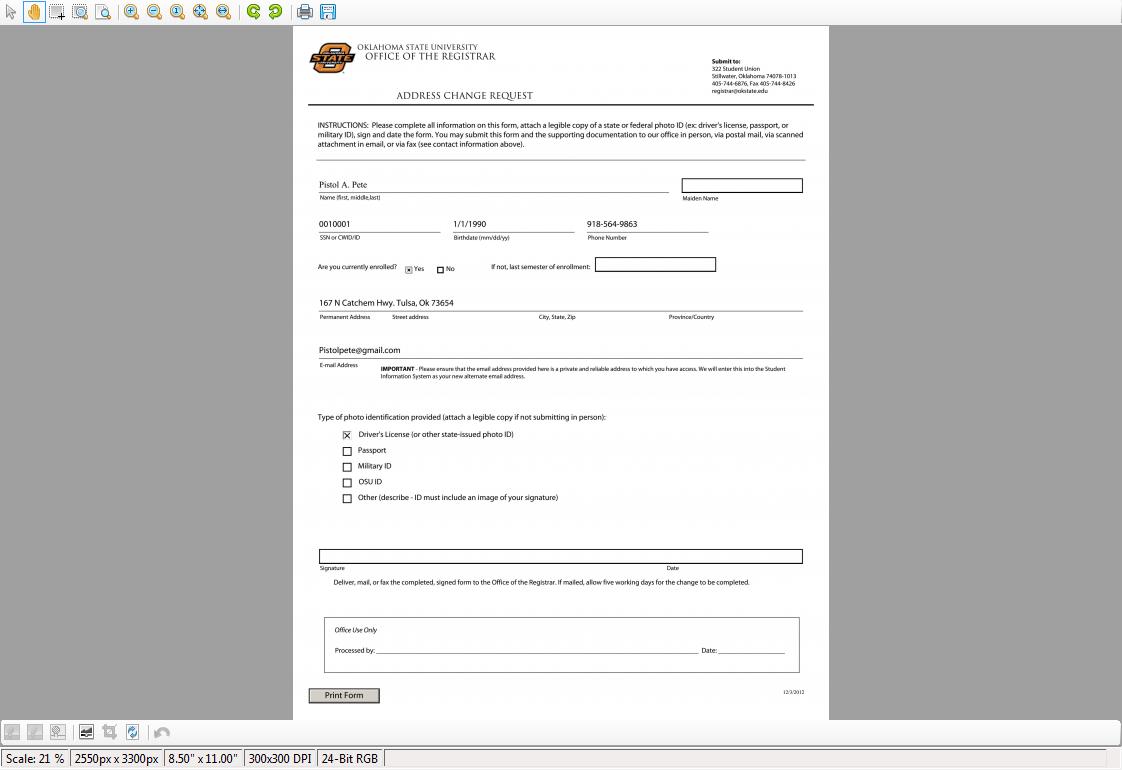 OKLAHOMA STATE UNIVERSITY
OFFICE OF THE REGISTRAR
OKLAHOMA
STATE
UNIVERSITY
Submit to:
322 Student Union
Stillwater, Oklahoma 74078-1013
405-744-6876, Fax 405-744-8426
registrar@okstate.edu
ADDRESS CHANGE REQUEST
INSTRUCTIONS: Please complete all information on this form, attach a legible copy of a state or federal photo ID (ex: driver's license, passport, or
military ID), sign and date the form. You may submit this form and the supporting documentation to our office in person, via postal mail, via scanned
attachment in email, or via fax (see contact information above).
Pistol A. Pete
Name (first, middle,last)
Maiden Name
0010001 1/1/1990 918-564-9863
SSN or CWID/ID Birthdate (mm/dd/yy) Phone Number
Are you currently enrolled? Yes No If not, last semester of enrollment:
167 N Catchem Hwy. Tulsa, Ok 73654
Permanent Address Street address City, State, Zip Province/Country
Pistolpete@gmail.com
E-mail Address
IMPORTANT - Please ensure that the email address provided here is a private and reliable address to which you have access. We will enter this into the Student
Information System as your new alternate email address.
Type of photo identification provided (attach a legible copy if not submitting in person):
Driver's License (or other state-issued photo ID)
Passport
Military ID
OSU ID
Other (describe - ID must include an image of your signature)
Signature Date
Deliver, mail, or fax the completed, signed form to the Office of the Registrar. If mailed, allow five working days for the change to be completed.
Office Use Only
Processed by: Date:
Print Form
12/3/2012
Scale: 21 % 2550px x 3300px 8.50" x 11.00" 300x300 DPI 24-Bit RGB